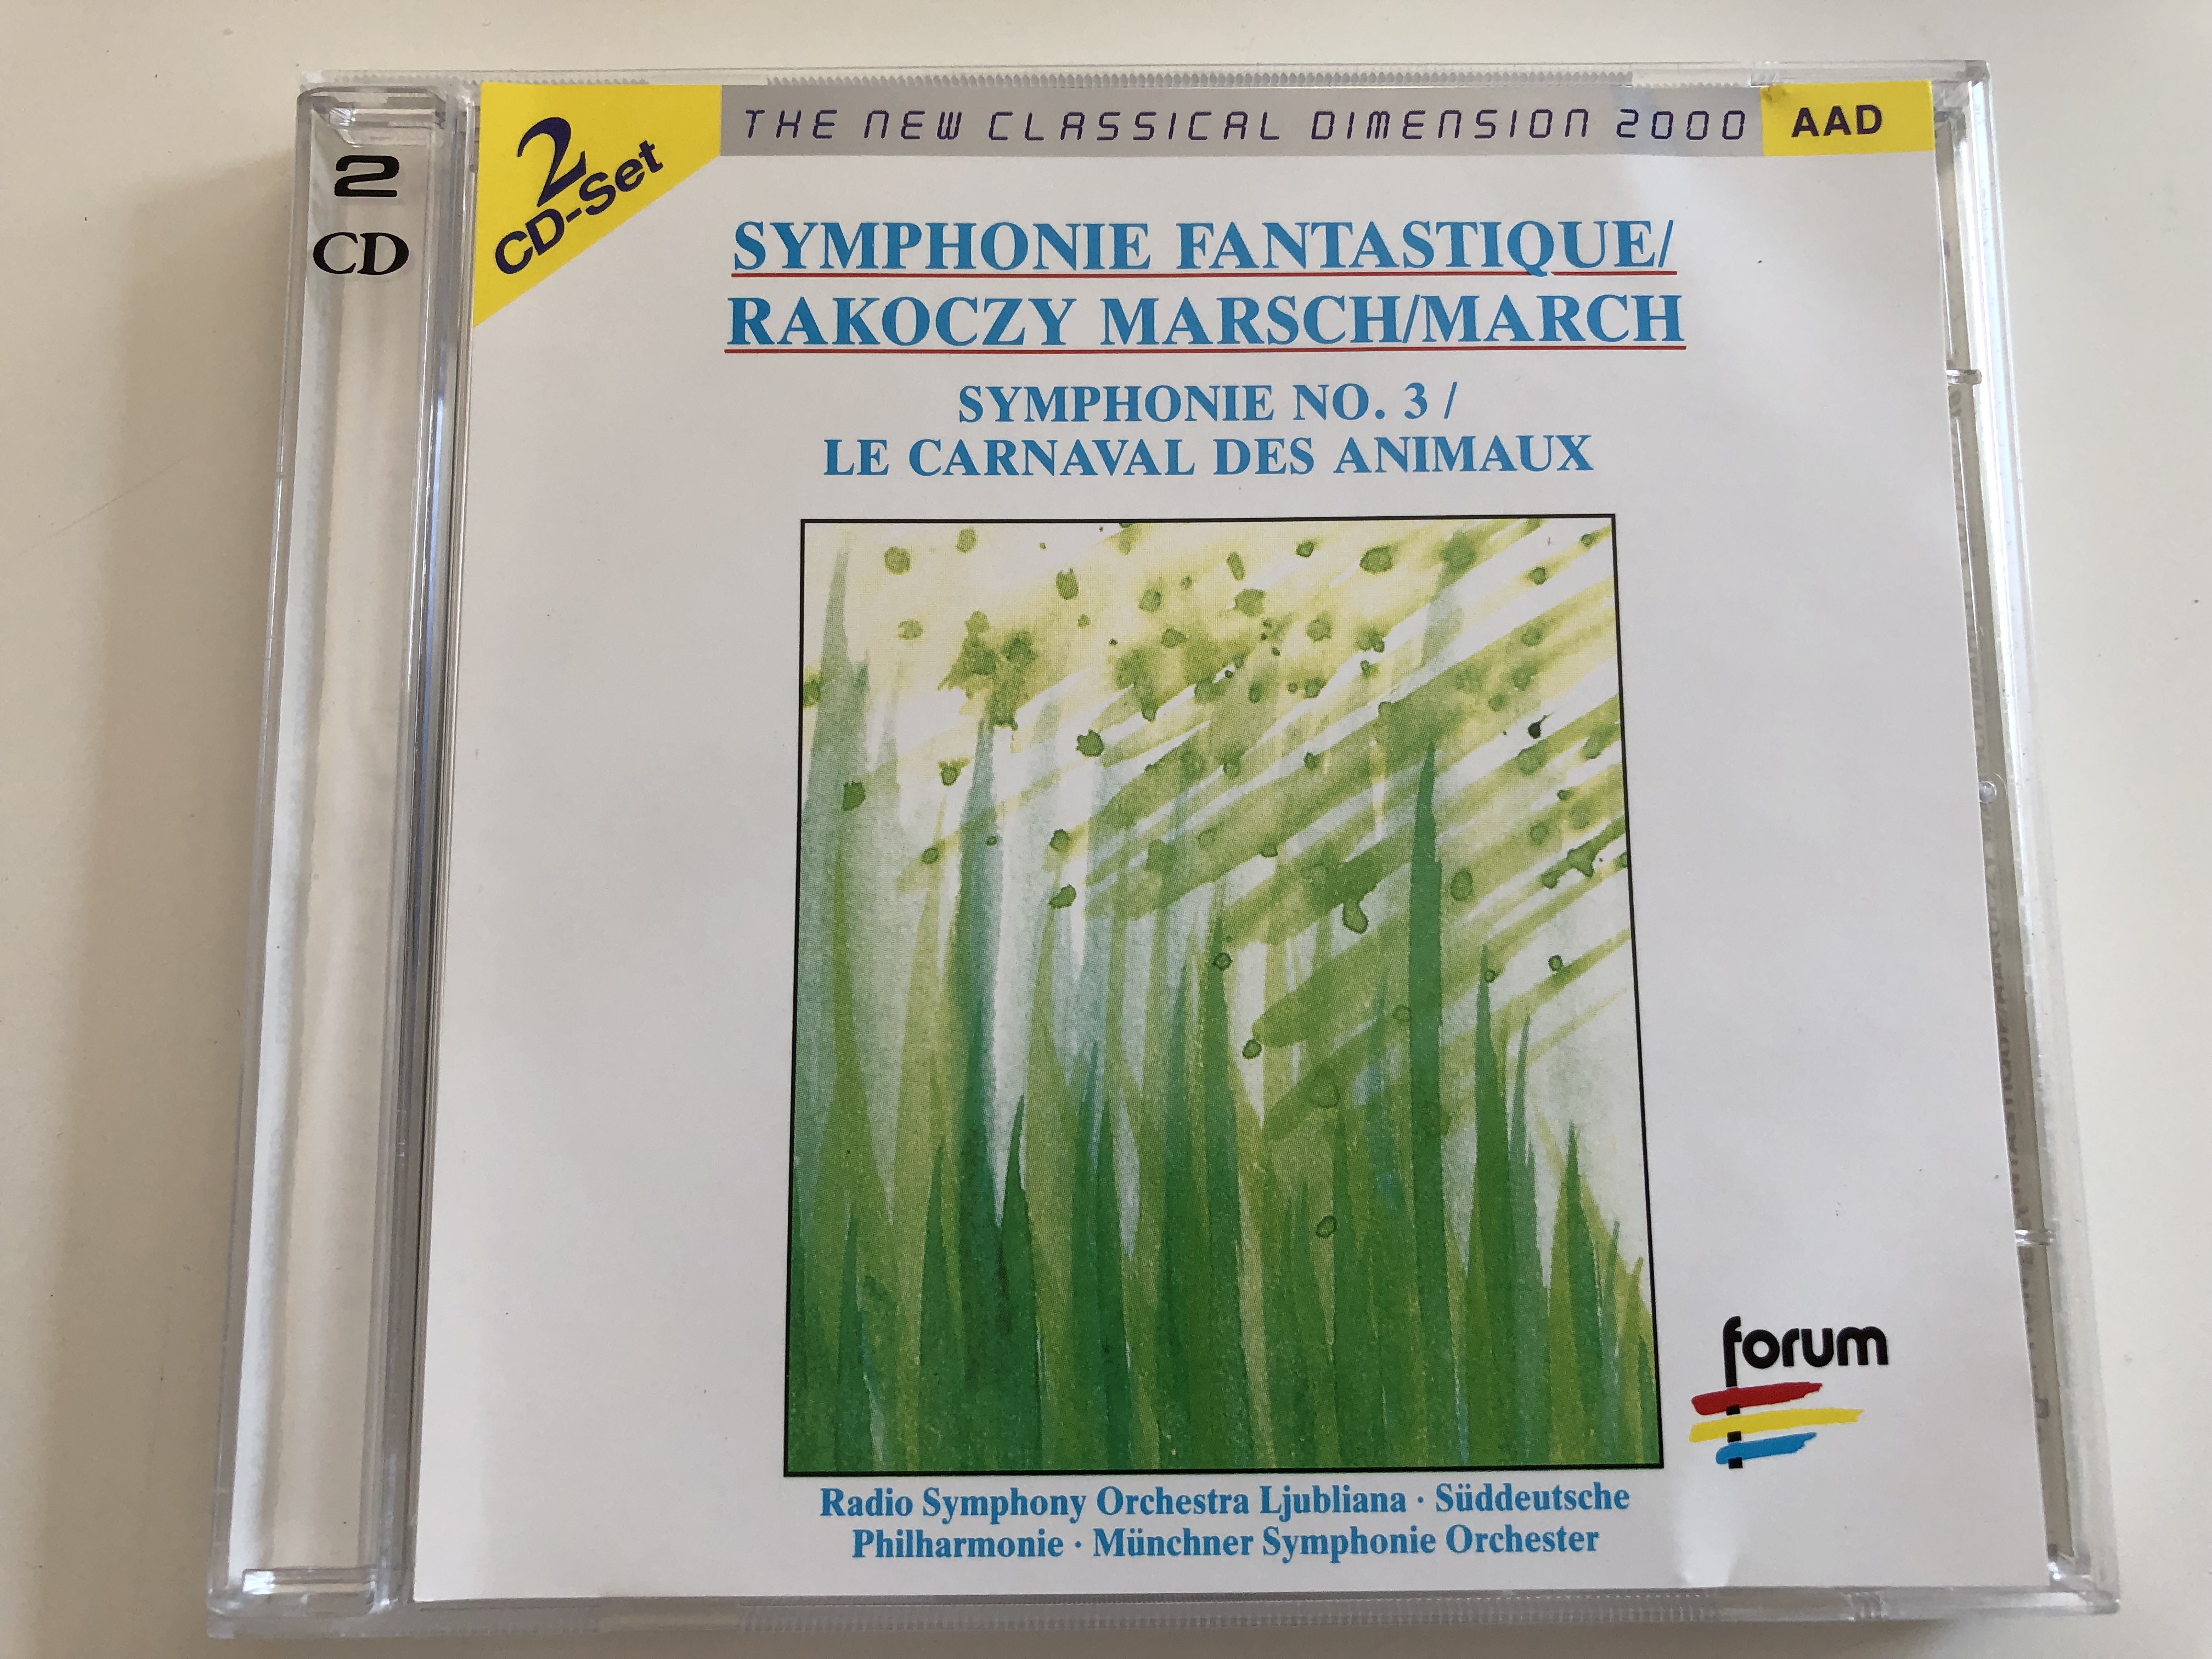 2
CD
2
CD-Set
THE NEW CLASSICAL DIMENSION 2000
AAD
SYMPHONIE FANTASTIQUE/
RAKOCZY MARSCH/MARCH
SYMPHONIE NO. 3 /
LE CARNAVAL DES ANIMAUX
forum
Radio Symphony Orchestra Ljubliana · Süddeutsche
Philharmonie · Münchner Symphonie Orchester